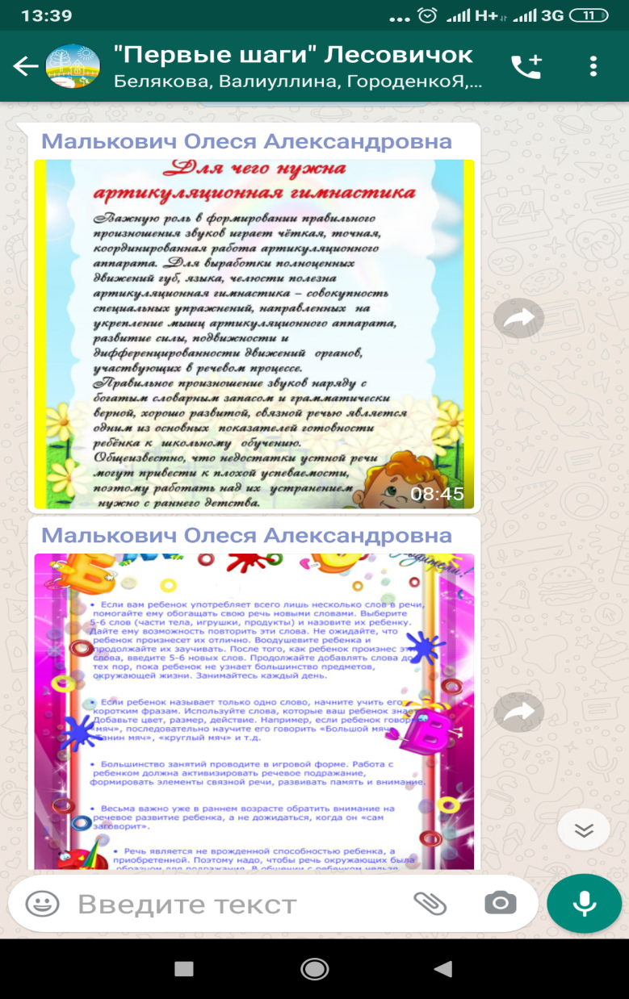 13:39
H+ 3G 11
"Первые шаги" Лесовичок
Белякова, Валиуллина, ГороденкоЯ,...
Малькович Олеся Александровна
Для чего нужна
артикуляционная гимнастика
Важную роль в формировании правильного
произношения звуков играет чёткая, точная,
координированная работа артикуляционного
аппарата. Для выработки полноценных
движений губ, языка, челюсти полезна
артикуляционная гимнастика – совокупность
специальных упражнений, направленных на
укрепление мышц артикуляционного аппарата,
развитие силы, подвижности и
дифференцированности движений органов,
участвующих в речевом процессе.
Правильное произношение звуков наряду с
богатым словарным запасом и грамматически
верной, хорошо развитой, связной речью является
одним из основных показателей готовности
ребёнка к школьному обучению.
Общеизвестно, что недостатки устной речи
могут привести к плохой успеваемости,
поэтому работать над их устранением
нужно с раннего детства.
08:45
Малькович Олеся Александровна
• Если вам ребенок употребляет всего лишь несколько слов в речи,
помогайте ему обогащать свою речь новыми словами. Выберите
5-6 слов (части тела, игрушки, продукты) и назовите их ребенку.
Дайте ему возможность повторить эти слова. Не ожидайте, что
ребенок произнесет их отлично. Воодушевите ребенка и
продолжайте их заучивать. После того, как ребенок произнес эти
слова, введите 5-6 новых слов. Продолжайте добавлять слова до
тех пор, пока ребенок не узнает большинство предметов,
окружающей жизни. Занимайтесь каждый день.
• Если ребенок называет только одно слово, начните учить его
коротким фразам. Используйте слова, которые ваш ребенок знает.
Добавьте цвет, размер, действие. Например, если ребенок говорит
«мяч», последовательно научите его говорить «Большой мяч»,
«Танин мяч», «круглый мяч» и т.д.
• Большинство занятий проводите в игровой форме. Работа с
ребенком должна активизировать речевое подражание,
формировать элементы связной речи, развивать память и внимание.
• Весьма важно уже в раннем возрасте обратить внимание на
речевое развитие ребенка, а не дожидаться, когда он «сам
заговорит».
• Речь является не врожденной способностью ребенка, а
приобретенной. Поэтому надо, чтобы речь окружающих была
образцом для подражания. В общении с ребенком нельзя
Введите текст